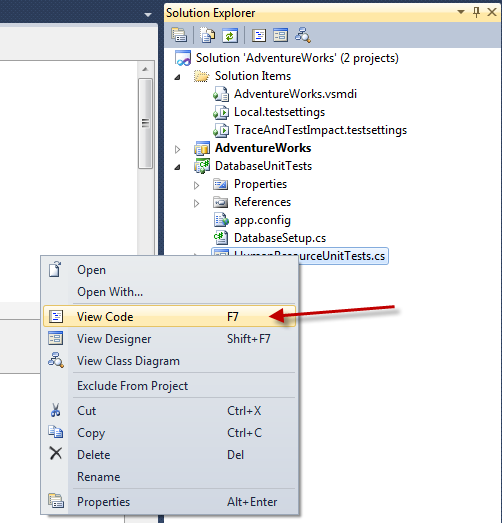 Solution Explorer
Solution 'AdventureWorks' (2 projects)
Solution Items
AdventureWorks.vsmdi
Local.testsettings
TraceAndTestImpact.testsettings
AdventureWorks
DatabaseUnitTests
Properties
References
app.config
DatabaseSetup.cs
HumanResourceUnitTests.cs
Open
Open With...
View Code F7
View Designer Shift+F7
View Class Diagram
Exclude From Project
Cut Ctrl+X
Copy Ctrl+C
Delete Del
Rename
Properties Alt+Enter